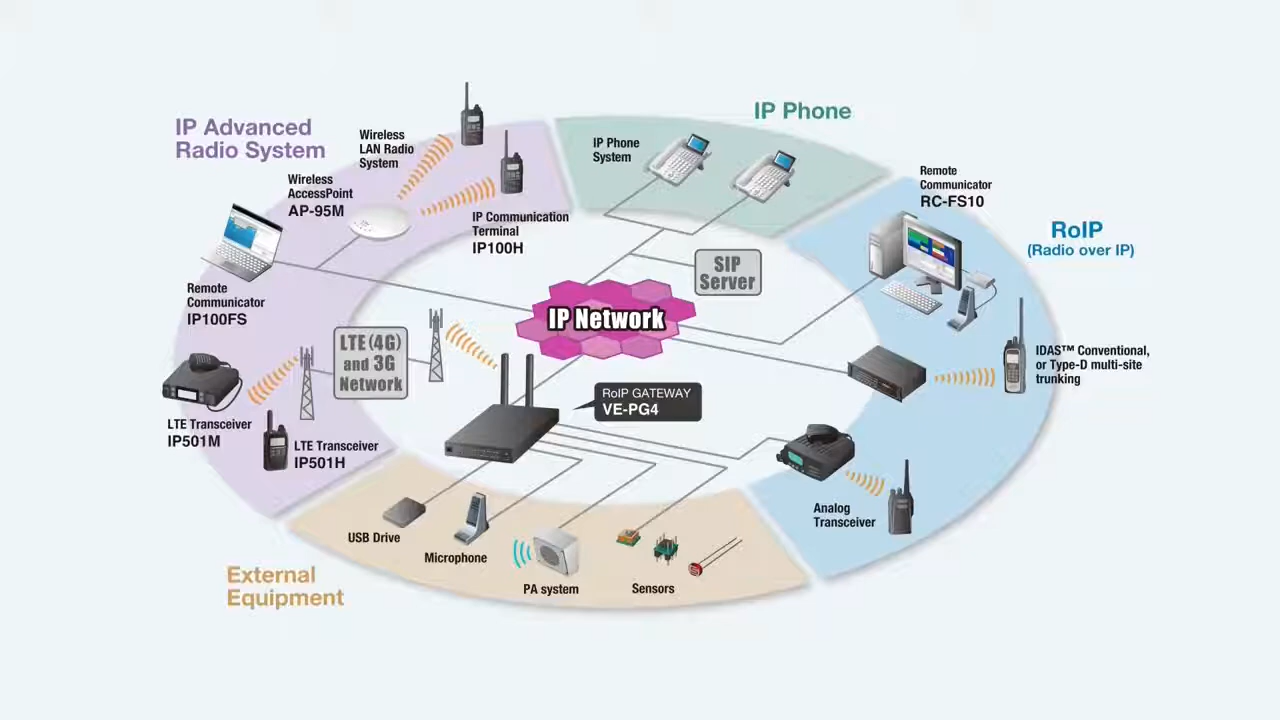 IP Advanced
Radio System
Wireless
LAN Radio
System
Wireless
AccessPoint
AP-95M
IP Communication
Terminal
IP100H
Remote
Communicator
IP100FS
LTE (4G)
and 3G
Network
LTE Transceiver
IP501M
LTE Transceiver
IP501H
IP Phone
IP Phone
System
SIP
Server
IP Network
Remote
Communicator
RC-FS10
RoIP
(Radio over IP)
IDAS™ Conventional,
or Type-D multi-site
trunking
RoIP GATEWAY
VE-PG4
Analog
Transceiver
USB Drive
Microphone
PA system
Sensors
External
Equipment